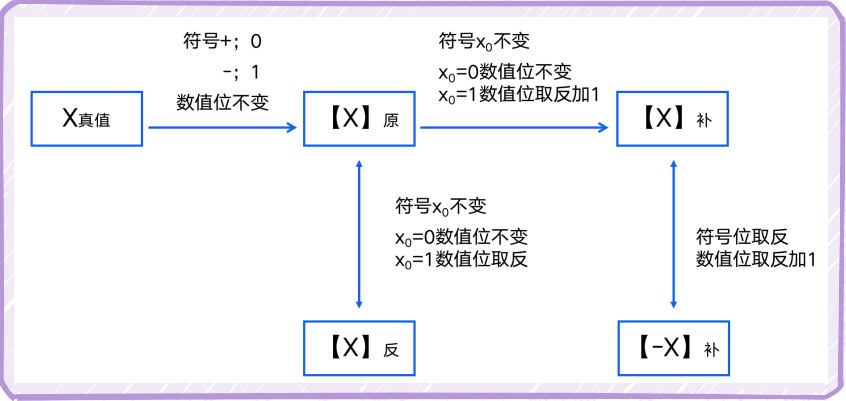 符号+；0
-；1
数值位不变
符号x₀不变
x₀=0数值位不变
x₀=1数值位取反加1
X真值
【X】原
【X】补
符号x₀不变
x₀=0数值位不变
x₀=1数值位取反
符号位取反
数值位取反加1
【X】反
【-X】补